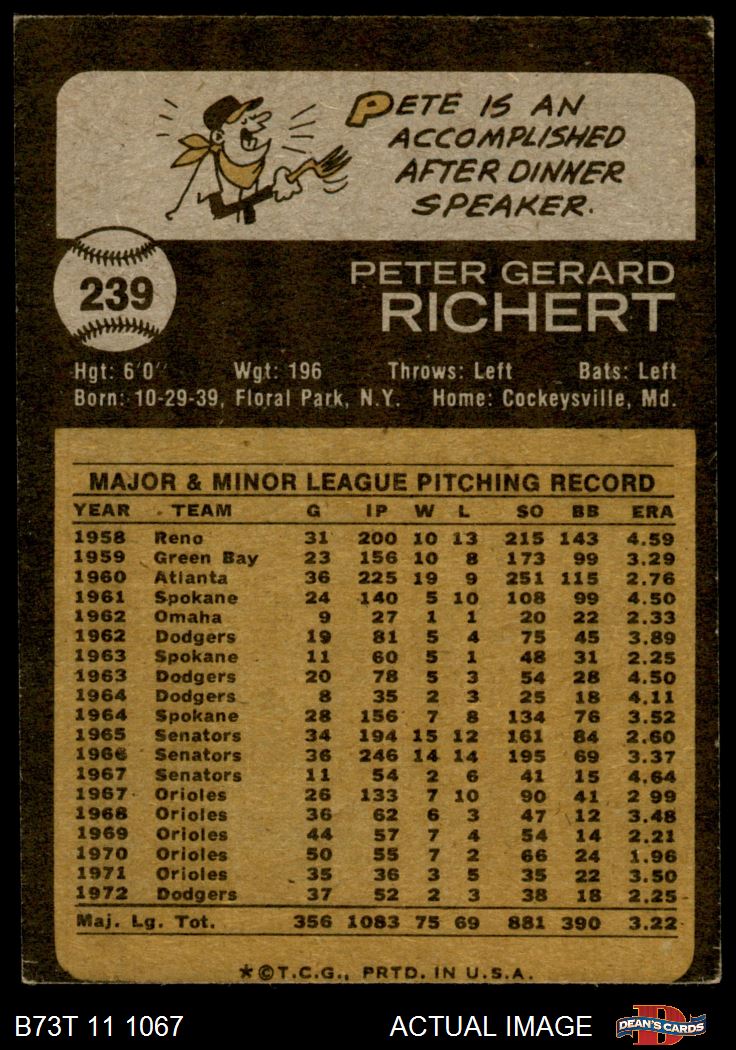 PETE IS AN
ACCOMPLISHED
AFTER DINNER
SPEAKER.
239
PETER GERARD
RICHERT
Hgt: 6'0" Wgt: 196 Throws: Left Bats: Left
Born: 10-29-39, Floral Park, N.Y. Home: Cockeysville, Md.
MAJOR & MINOR LEAGUE PITCHING RECORD
YEAR TEAM G IP W L SO BB ERA
1958 Reno 31 200 10 13 215 143 4.59
1959 Green Bay 23 156 10 8 173 99 3.29
1960 Atlanta 36 225 19 9 251 115 2.76
1961 Spokane 24 140 5 10 108 99 4.50
1962 Omaha 9 27 1 1 20 22 2.33
1962 Dodgers 19 81 5 4 75 45 3.89
1963 Spokane 11 60 5 1 48 31 2.25
1963 Dodgers 20 78 5 3 54 28 4.50
1964 Dodgers 8 35 2 3 25 18 4.11
1964 Spokane 28 156 7 8 134 76 3.52
1965 Senators 34 194 15 12 161 84 2.60
1966 Senators 36 246 14 14 195 69 3.37
1967 Senators 11 54 2 6 41 15 4.64
1967 Orioles 26 133 7 10 90 41 2 99
1968 Orioles 36 62 6 3 47 12 3.48
1969 Orioles 44 57 7 4 54 14 2.21
1970 Orioles 50 55 7 2 66 24 1.96
1971 Orioles 35 36 3 5 35 22 3.50
1972 Dodgers 37 52 2 3 38 18 2.25
Maj. Lg. Tot. 356 1083 75 69 881 390 3.22
★©T.C.G., PRTD. IN U.S.A.
B73T 11 1067 ACTUAL IMAGE
D
DEAN'S CARDS